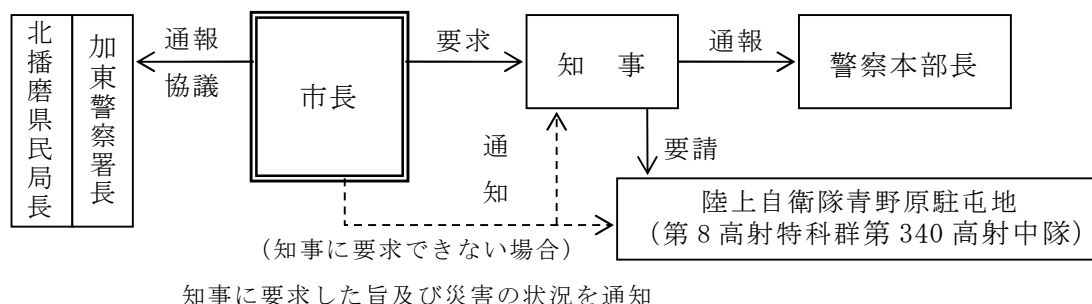 北播磨県民局長
加東警察署長
通報
協議
市長
要求
知　事
通報
警察本部長
通
知
要請
陸上自衛隊青野原駐屯地
（第 8 高射特科群第 340 高射中隊）
（知事に要求できない場合）
知事に要求した旨及び災害の状況を通知